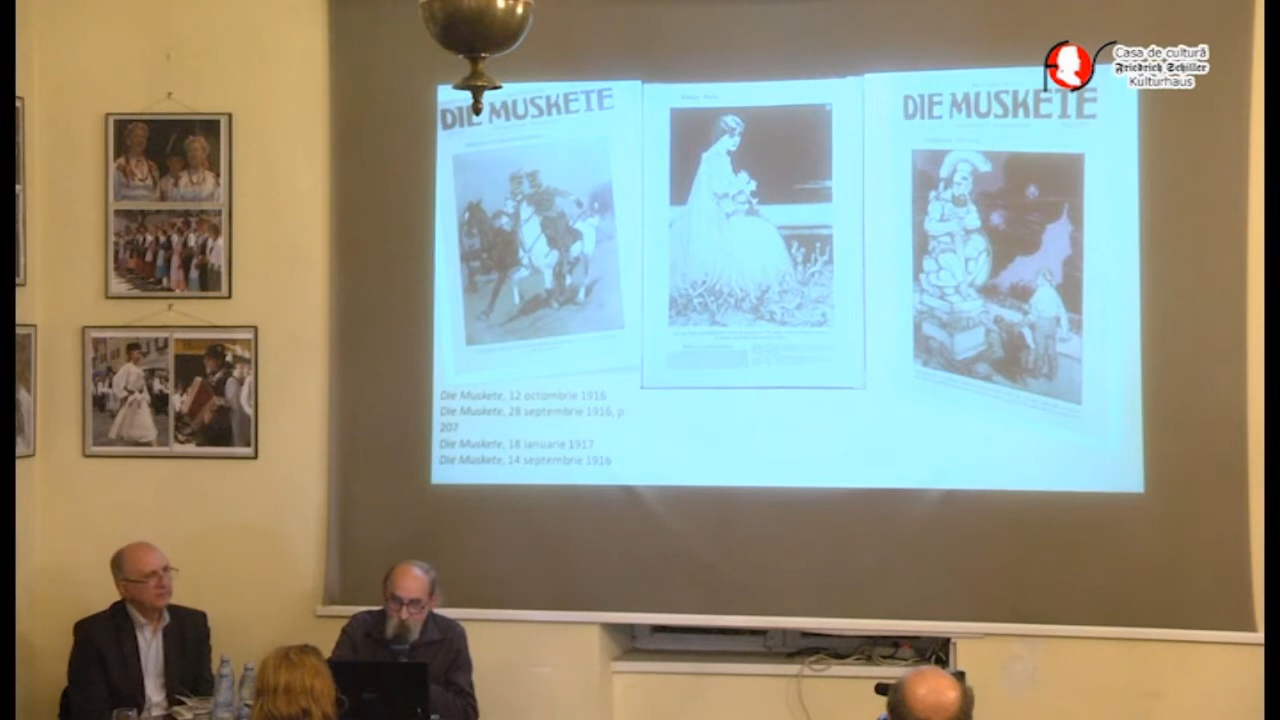 Casa de cultură
Friedrich Schiller
Kulturhaus
DIE MUSKETE
DIE MUSKETE
Die Muskete, 12 octombrie 1916
Die Muskete, 28 septembrie 1916, p
207
Die Muskete, 18 ianuarie 1917
Die Muskete, 14 septembrie 1916